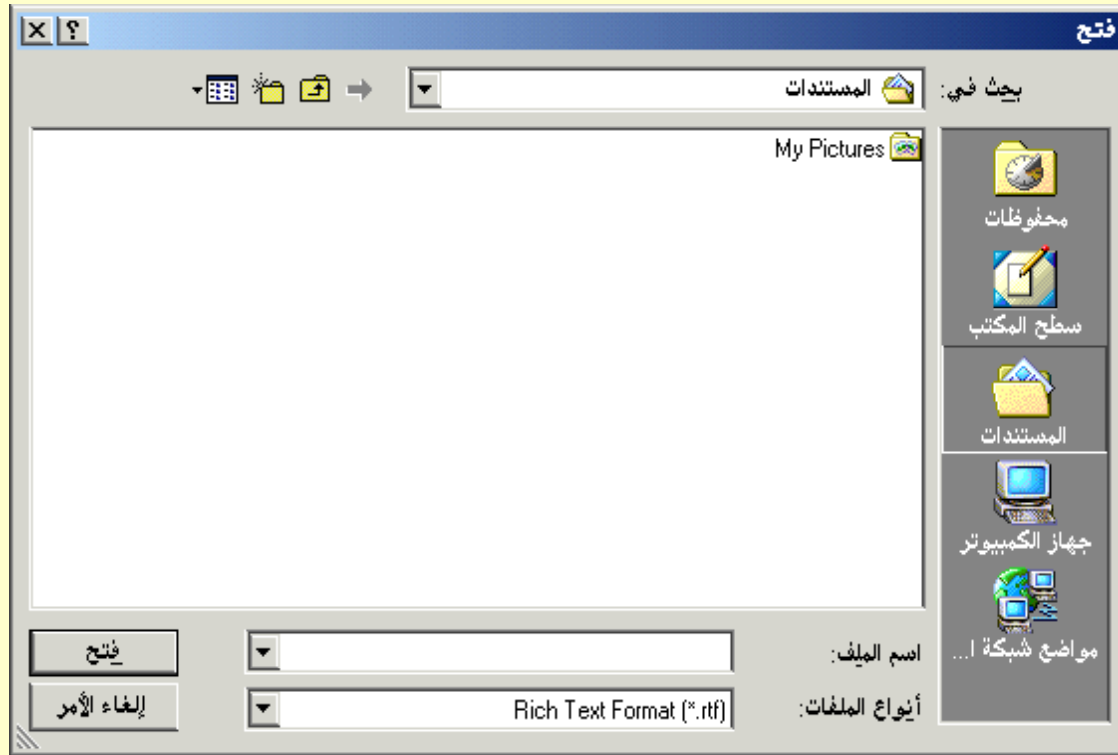 فتح
بحث في:
المستندات
My Pictures
محفوظات
سطح المكتب
المستندات
جهاز الكمبيوتر
مواضع شبكة ا...
اسم الملف:
فتح
أنواع الملفات:
Rich Text Format (*.rtf)
إلغاء الأمر